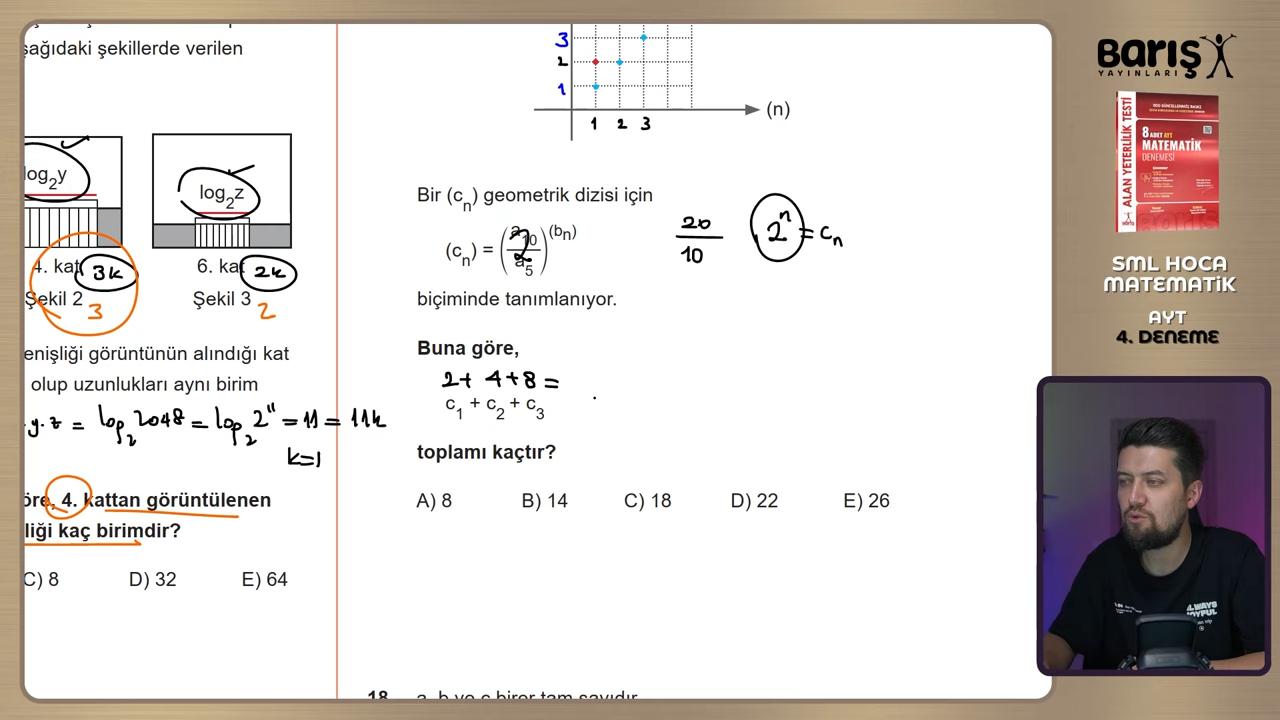 şağıdaki şekillerde verilen
log₂y
log₂z
4. kat 3k
6. kat 2k
Şekil 2
Şekil 3
3
2
enişliği görüntünün alındığı kat
olup uzunlukları aynı birim
. y. z = log₂ 2048 = log₂ 2¹¹ = 11 = 11k
k=1
öre, 4. kattan görüntülenen
liği kaç birimdir?
C) 8 D) 32 E) 64
3
2
1
1 2 3
(n)
Bir (cₙ) geometrik dizisi için
(cₙ) = (a₁₀/a₅)^(bₙ)
2
20/10
2ⁿ = cₙ
biçiminde tanımlanıyor.
Buna göre,
2 + 4 + 8 =
c₁ + c₂ + c₃
toplamı kaçtır?
A) 8 B) 14 C) 18 D) 22 E) 26
18 a, b ve c birer tam sayıdır
BARIŞ
YAYINLARI
ALAN YETERLİLİK TESTİ
8 ADET AYT
MATEMATİK
DENEMESİ
SML HOCA
MATEMATİK
AYT
4. DENEME